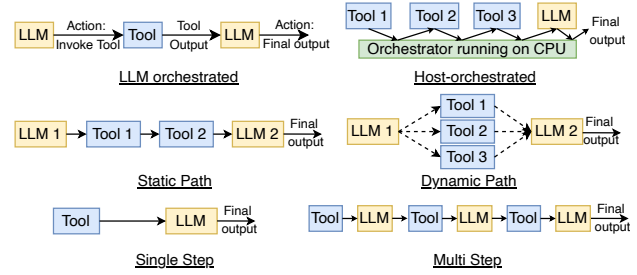 LLM
Action:
Invoke Tool
Tool
Tool
Output
LLM
Action:
Final output
LLM orchestrated
Tool 1
Tool 2
Tool 3
LLM
Final
output
Orchestrator running on CPU
Host-orchestrated
LLM 1
Tool 1
Tool 2
LLM 2
Final
output
Static Path
LLM 1
Tool 1
Tool 2
Tool 3
LLM 2
Final
output
Dynamic Path
Tool
LLM
Final
output
Single Step
Tool
LLM
Tool
LLM
Tool
LLM
Final
output
Multi Step